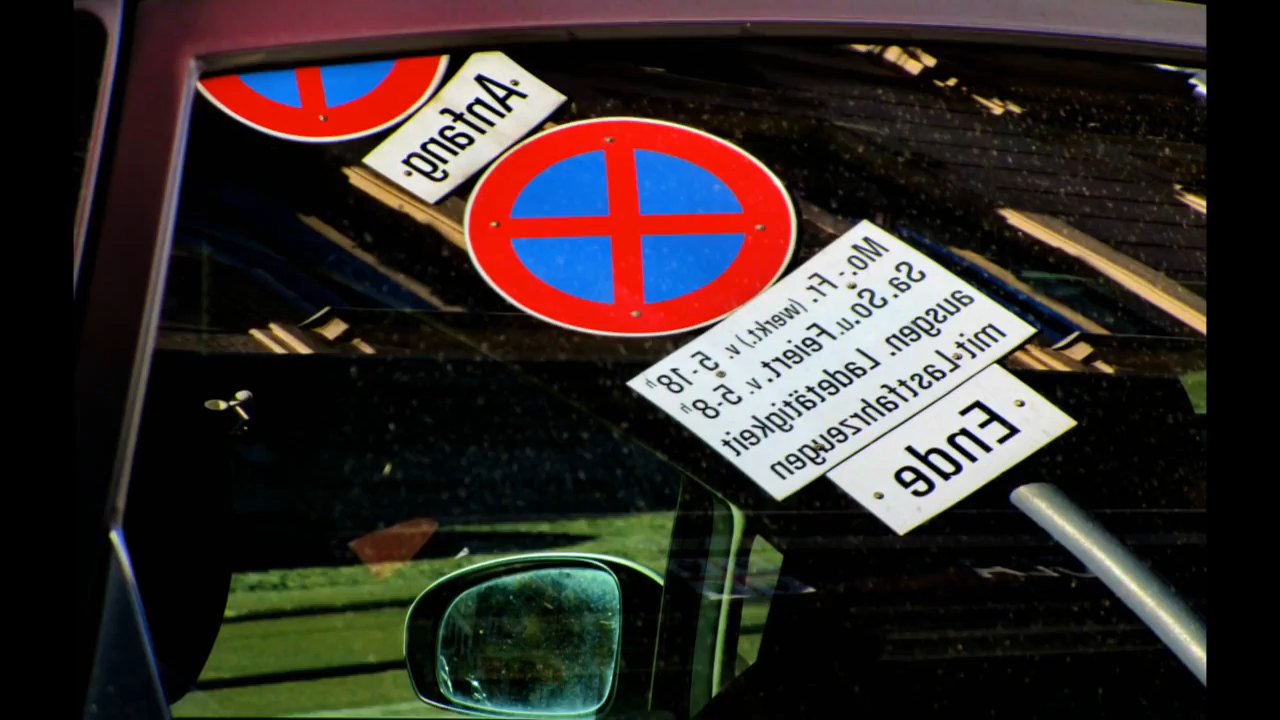 Anfang
Mo.-Fr. (werkt.) v. 5-18ʰ
Sa.So.u.Feiert. v. 5-8ʰ
ausgen. Ladetätigkeit
mit Lastfahrzeugen
Ende